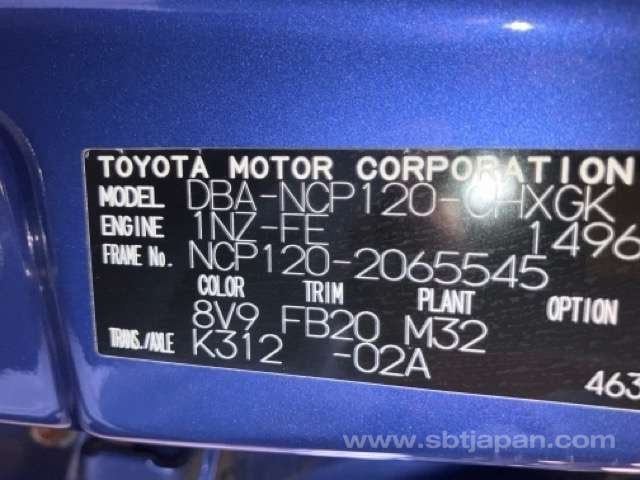 TOYOTA MOTOR CORPORATION
MODEL DBA-NCP120-CHXGK
ENGINE 1NZ-FE 1496
FRAME No. NCP120-2065545
COLOR TRIM PLANT OPTION
8V9 FB20 M32
TRANS./AXLE K312 -02A
463
www.sbtjapan.com